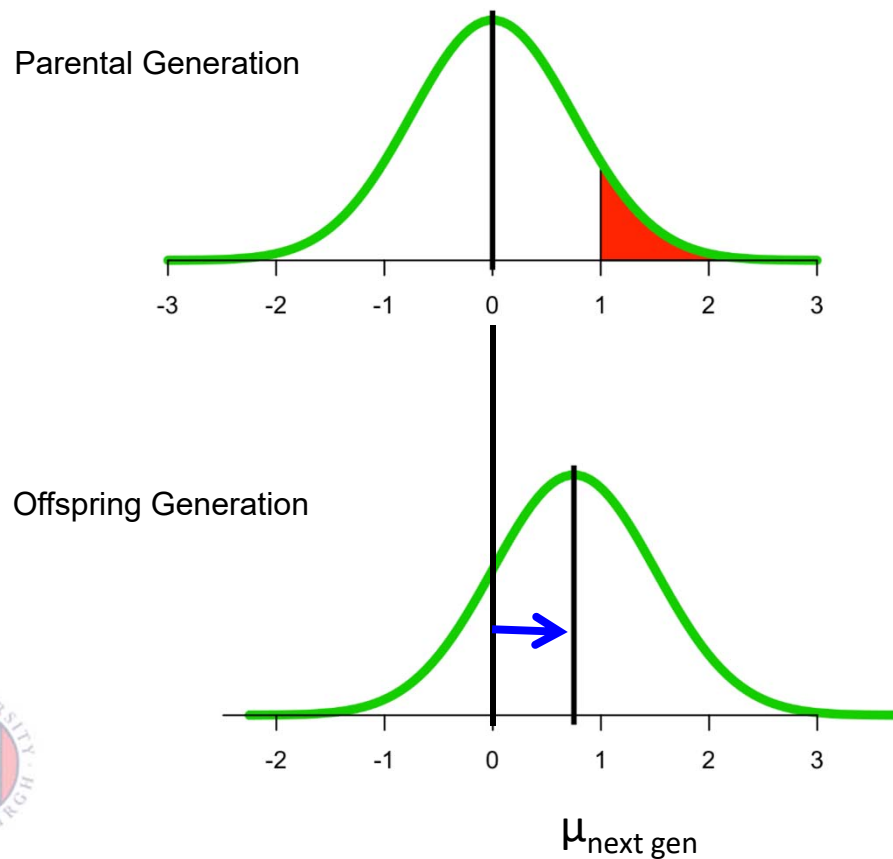 Parental Generation
-3 -2 -1 0 1 2 3
Offspring Generation
-2 -1 0 1 2 3
μnext gen